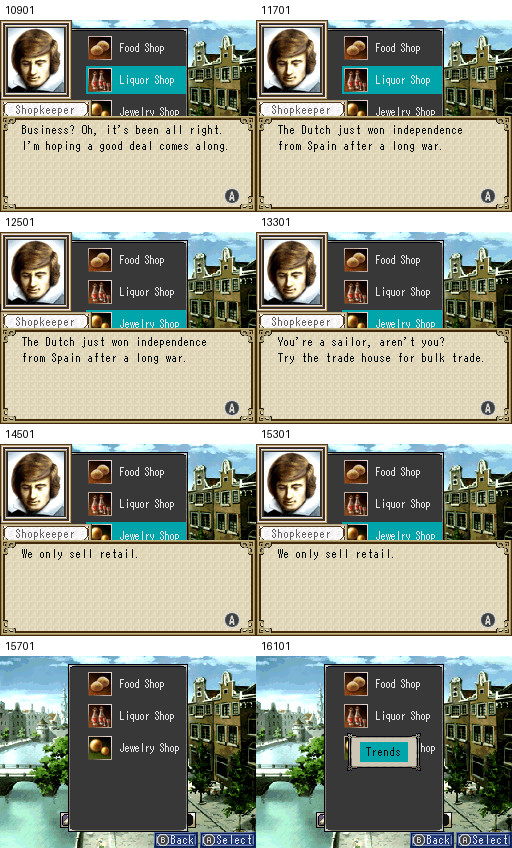 10901
Food Shop
Liquor Shop
Jewelry Shop
Shopkeeper
Business? Oh, it's been all right.
I'm hoping a good deal comes along.
A
11701
Food Shop
Liquor Shop
Jewelry Shop
Shopkeeper
The Dutch just won independence
from Spain after a long war.
A
12501
Food Shop
Liquor Shop
Jewelry Shop
Shopkeeper
The Dutch just won independence
from Spain after a long war.
A
13301
Food Shop
Liquor Shop
Jewelry Shop
Shopkeeper
You're a sailor, aren't you?
Try the trade house for bulk trade.
A
14501
Food Shop
Liquor Shop
Jewelry Shop
Shopkeeper
We only sell retail.
A
15301
Food Shop
Liquor Shop
Jewelry Shop
Shopkeeper
We only sell retail.
A
15701
Food Shop
Liquor Shop
Jewelry Shop
B Back A Select
16101
Food Shop
Liquor Shop
Trends hop
B Back A Select